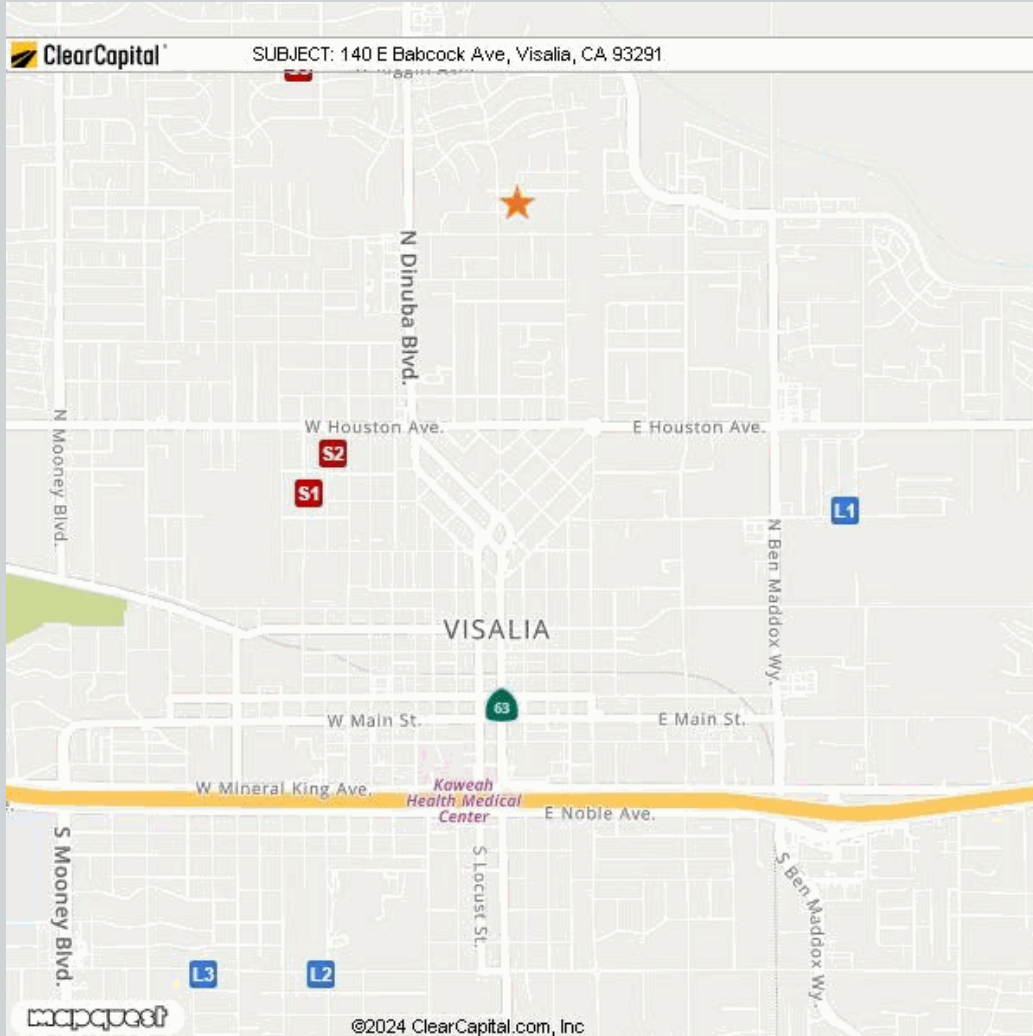 ClearCapital
SUBJECT: 140 E Babcock Ave, Visalia, CA 93291
N Dinuba Blvd.
W Houston Ave.
E Houston Ave.
N Mooney Blvd.
S2
S1
L1
N Ben Maddox Wy.
VISALIA
63
W Main St.
E Main St.
W Mineral King Ave.
Kaweah
Health Medical
Center
E Noble Ave.
S Mooney Blvd.
S Locust St.
S Ben Maddox Wy.
L3
L2
mapquest
©2024 ClearCapital.com, Inc